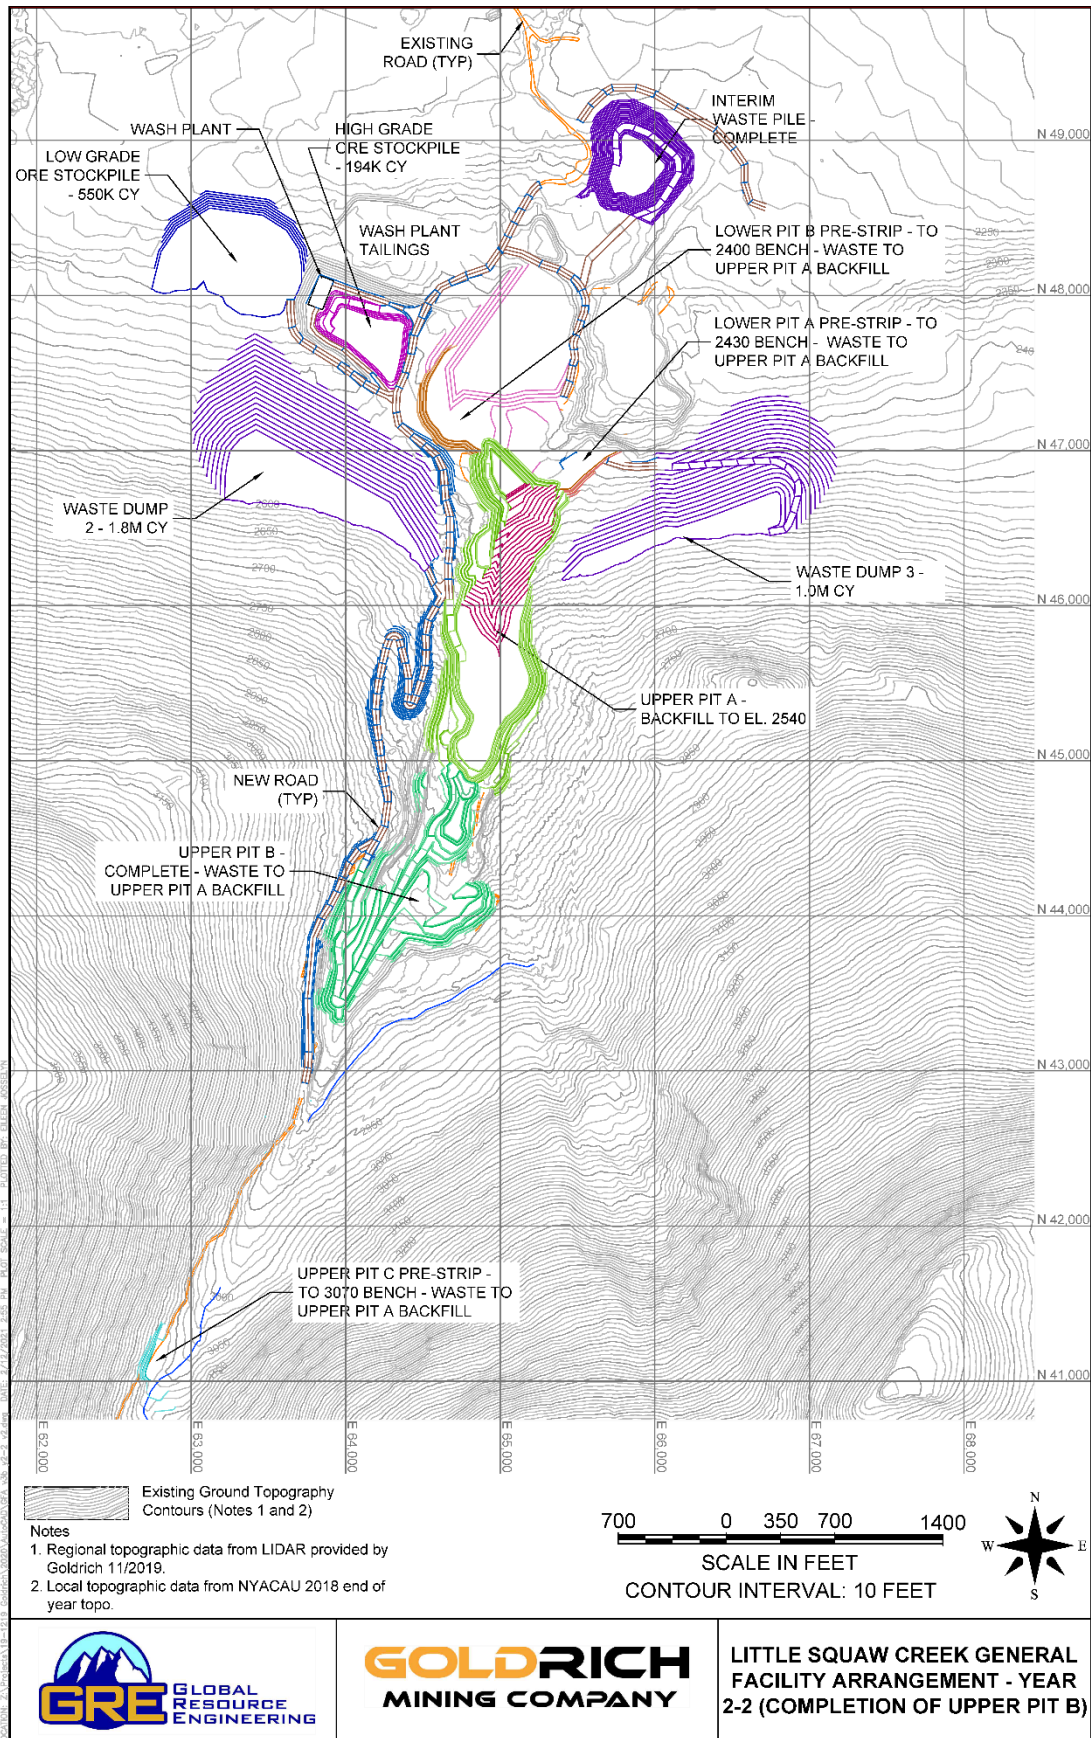 EXISTING
ROAD (TYP)
INTERIM
WASTE PILE -
COMPLETE
WASH PLANT
HIGH GRADE
ORE STOCKPILE
- 194K CY
LOW GRADE
ORE STOCKPILE
- 550K CY
WASH PLANT
TAILINGS
LOWER PIT B PRE-STRIP - TO
2400 BENCH - WASTE TO
UPPER PIT A BACKFILL
LOWER PIT A PRE-STRIP - TO
2430 BENCH - WASTE TO
UPPER PIT A BACKFILL
WASTE DUMP
2 - 1.8M CY
WASTE DUMP 3 -
1.0M CY
UPPER PIT A -
BACKFILL TO EL. 2540
NEW ROAD
(TYP)
UPPER PIT B -
COMPLETE - WASTE TO
UPPER PIT A BACKFILL
UPPER PIT C PRE-STRIP -
TO 3070 BENCH - WASTE TO
UPPER PIT A BACKFILL
N 49,000
N 48,000
N 47,000
N 46,000
N 45,000
N 44,000
N 43,000
N 42,000
N 41,000
E 62,000
E 63,000
E 64,000
E 65,000
E 66,000
E 67,000
E 68,000
Existing Ground Topography
Contours (Notes 1 and 2)
Notes
1. Regional topographic data from LIDAR provided by
Goldrich 11/2019.
2. Local topographic data from NYACAU 2018 end of
year topo.
700 0 350 700 1400
SCALE IN FEET
CONTOUR INTERVAL: 10 FEET
N
W E
S
GRE GLOBAL
RESOURCE
ENGINEERING
GOLDRICH
MINING COMPANY
LITTLE SQUAW CREEK GENERAL
FACILITY ARRANGEMENT - YEAR
2-2 (COMPLETION OF UPPER PIT B)